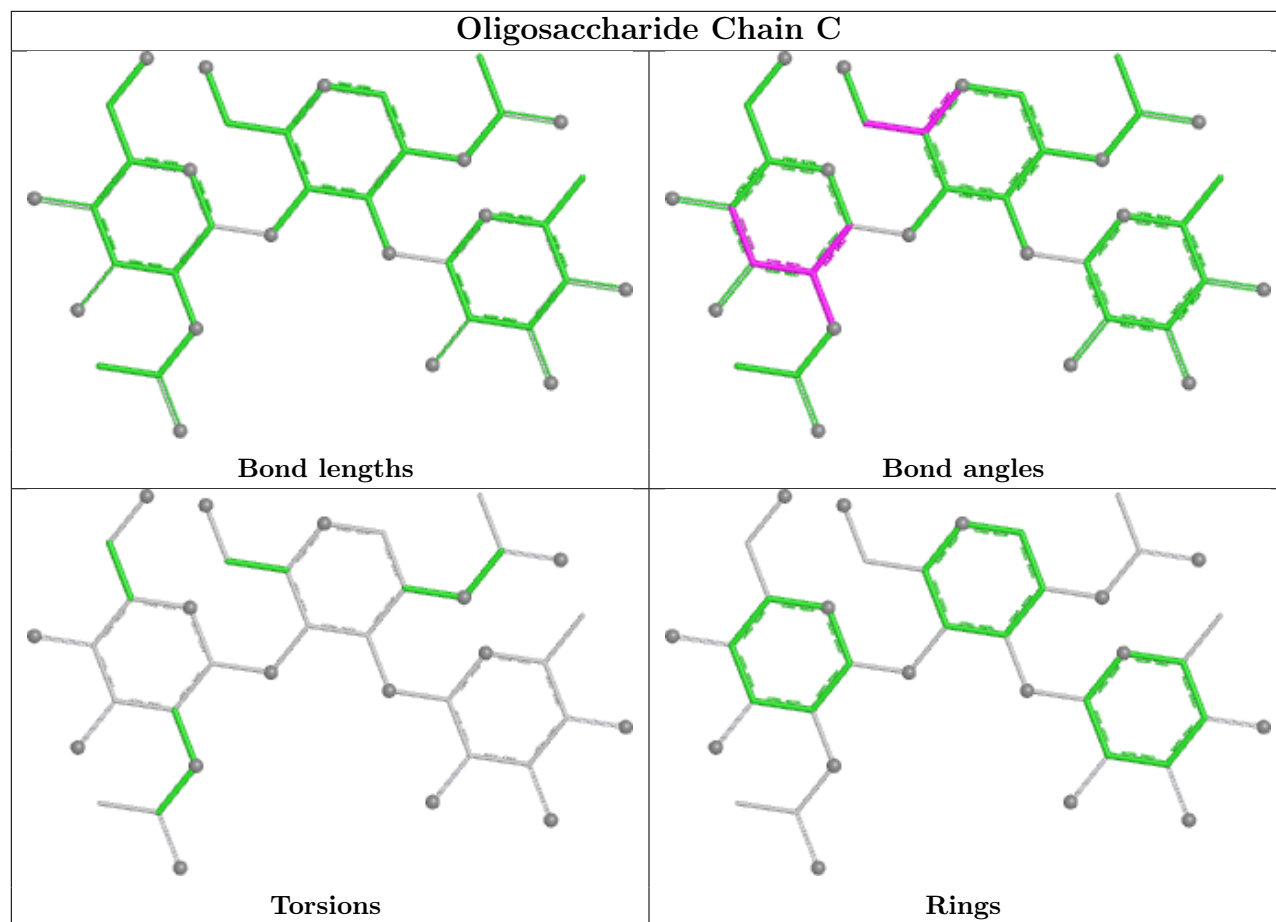 Oligosaccharide Chain C
Bond lengths
Bond angles
Torsions
Rings